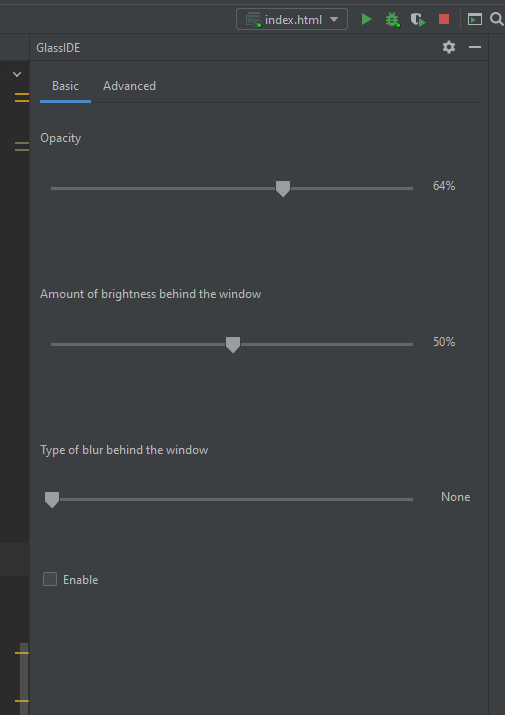 index.html
GlassIDE
Basic Advanced
Opacity
64%
Amount of brightness behind the window
50%
Type of blur behind the window
None
Enable